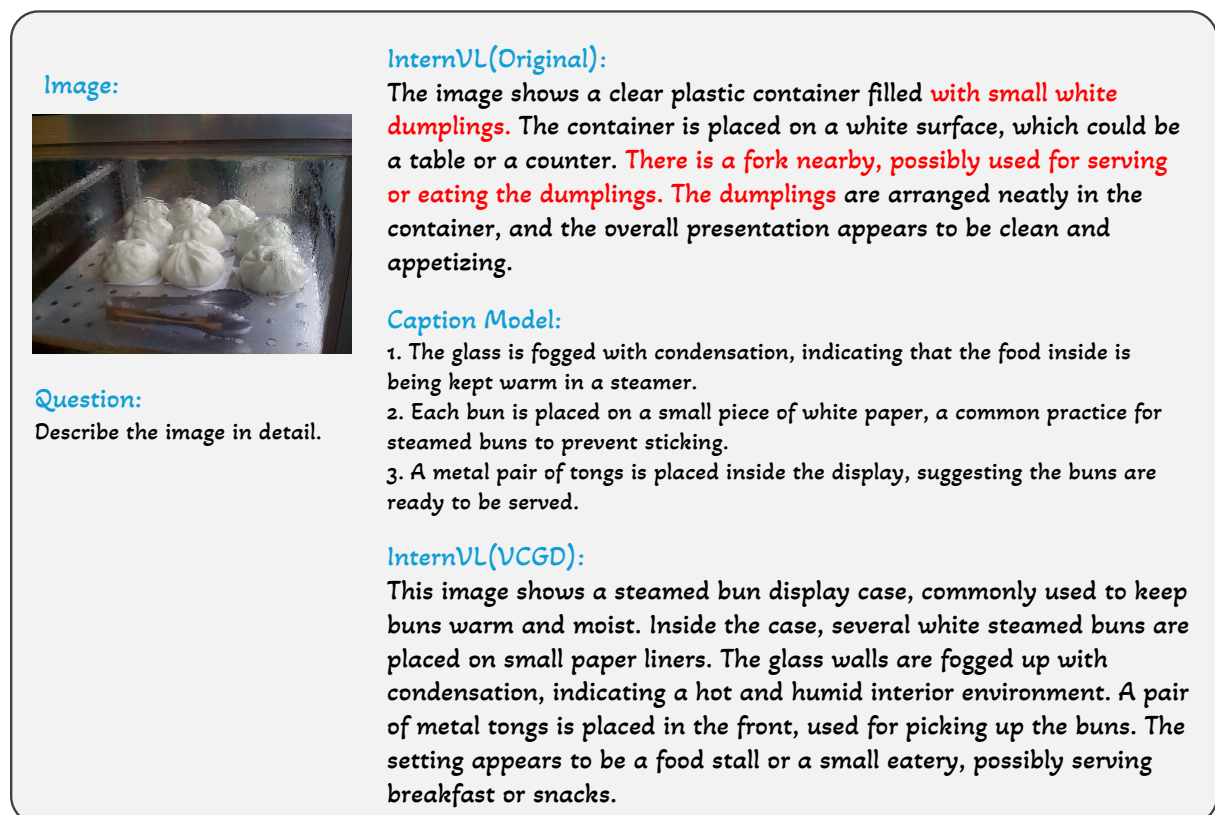 Image:
Question:
Describe the image in detail.
InternVL(Original):
The image shows a clear plastic container filled with small white
dumplings. The container is placed on a white surface, which could be
a table or a counter. There is a fork nearby, possibly used for serving
or eating the dumplings. The dumplings are arranged neatly in the
container, and the overall presentation appears to be clean and
appetizing.
Caption Model:
1. The glass is fogged with condensation, indicating that the food inside is
being kept warm in a steamer.
2. Each bun is placed on a small piece of white paper, a common practice for
steamed buns to prevent sticking.
3. A metal pair of tongs is placed inside the display, suggesting the buns are
ready to be served.
InternVL(VCGD):
This image shows a steamed bun display case, commonly used to keep
buns warm and moist. Inside the case, several white steamed buns are
placed on small paper liners. The glass walls are fogged up with
condensation, indicating a hot and humid interior environment. A pair
of metal tongs is placed in the front, used for picking up the buns. The
setting appears to be a food stall or a small eatery, possibly serving
breakfast or snacks.